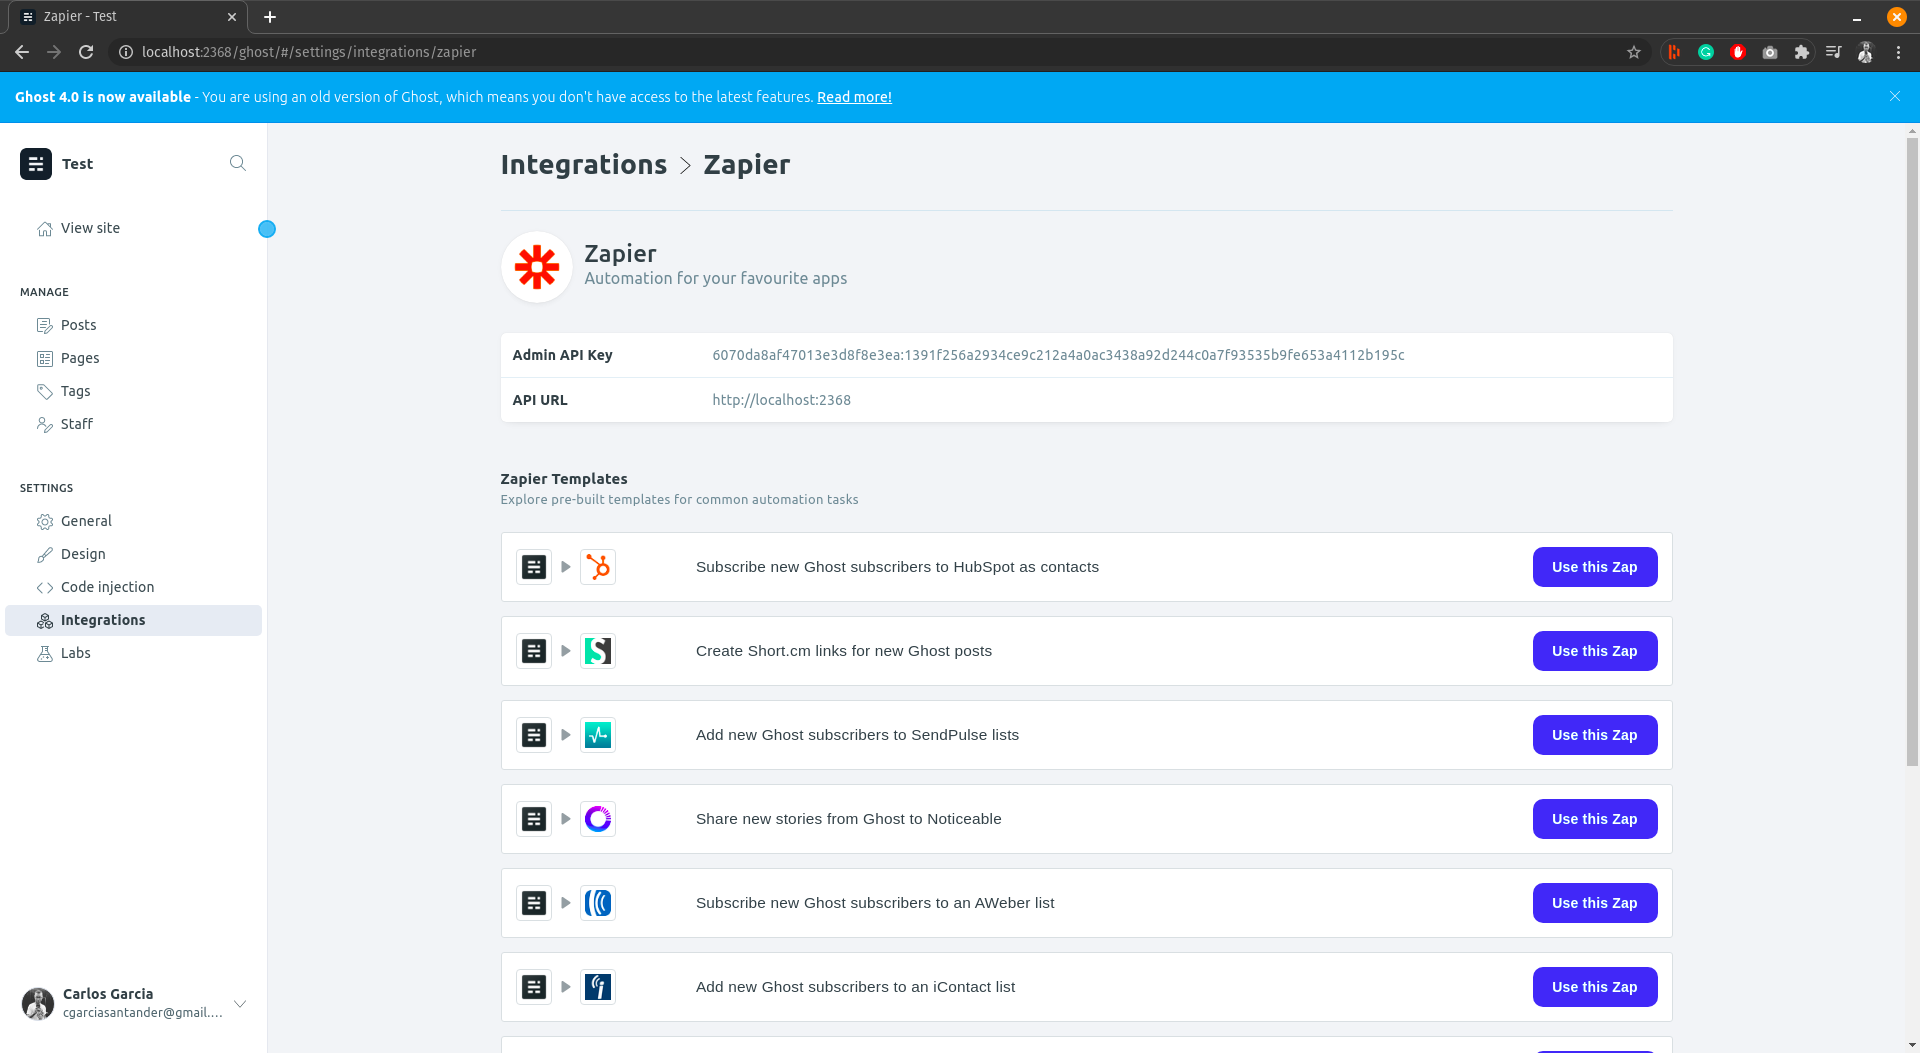 Zapier - Test
localhost:2368/ghost/#/settings/integrations/zapier
Ghost 4.0 is now available - You are using an old version of Ghost, which means you don't have access to the latest features. Read more!
Test
View site
MANAGE
Posts
Pages
Tags
Staff
SETTINGS
General
Design
Code injection
Integrations
Labs
Carlos Garcia
cgarciasantander@gmail....
Integrations > Zapier
Zapier
Automation for your favourite apps
Admin API Key 6070da8af47013e3d8f8e3ea:1391f256a2934ce9c212a4a0ac3438a92d244c0a7f93535b9fe653a4112b195c
API URL http://localhost:2368
Zapier Templates
Explore pre-built templates for common automation tasks
Subscribe new Ghost subscribers to HubSpot as contacts Use this Zap
Create Short.cm links for new Ghost posts Use this Zap
Add new Ghost subscribers to SendPulse lists Use this Zap
Share new stories from Ghost to Noticeable Use this Zap
Subscribe new Ghost subscribers to an AWeber list Use this Zap
Add new Ghost subscribers to an iContact list Use this Zap